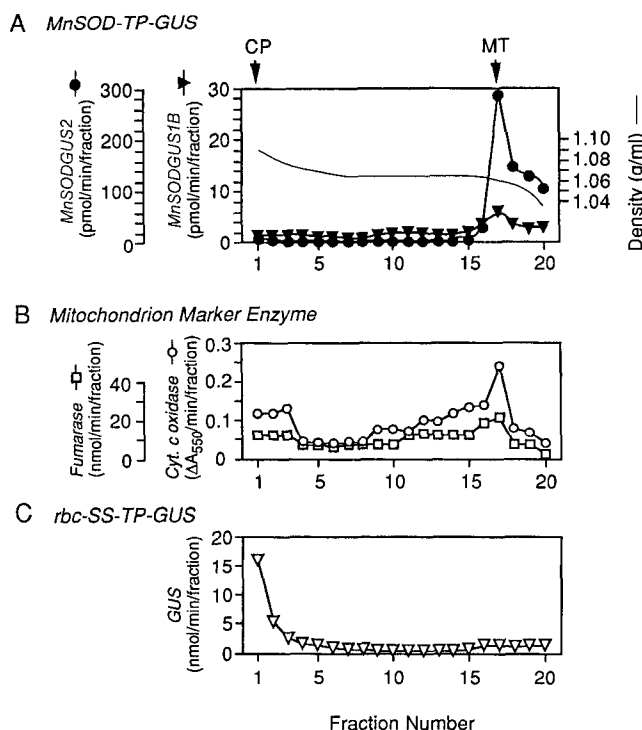 A MnSOD-TP-GUS
CP
MT
MnSODGUS2
(pmol/min/fraction)
300
200
100
0
MnSODGUS1B
(pmol/min/fraction)
30
20
10
0
1.10
1.08
1.06
1.04
Density (g/ml)
1 5 10 15 20
B Mitochondrion Marker Enzyme
Fumarase
(nmol/min/fraction)
40
20
0
Cyt. c oxidase
(ΔA550/min/fraction)
0.3
0.2
0.1
0
1 5 10 15 20
C rbc-SS-TP-GUS
GUS
(nmol/min/fraction)
20
15
10
5
0
1 5 10 15 20
Fraction Number